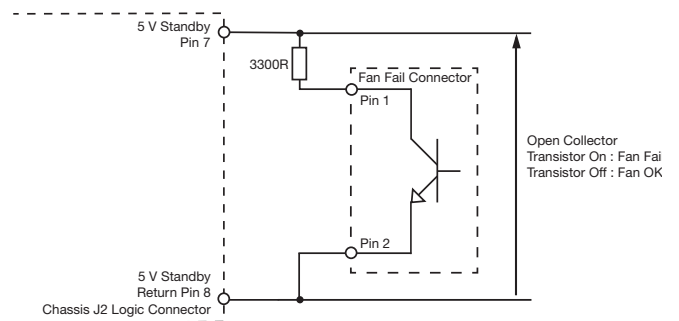 5 V Standby
Pin 7
3300R
Fan Fail Connector
Pin 1
Open Collector
Transistor On : Fan Fai
Transistor Off : Fan OK
Pin 2
5 V Standby
Return Pin 8
Chassis J2 Logic Connector